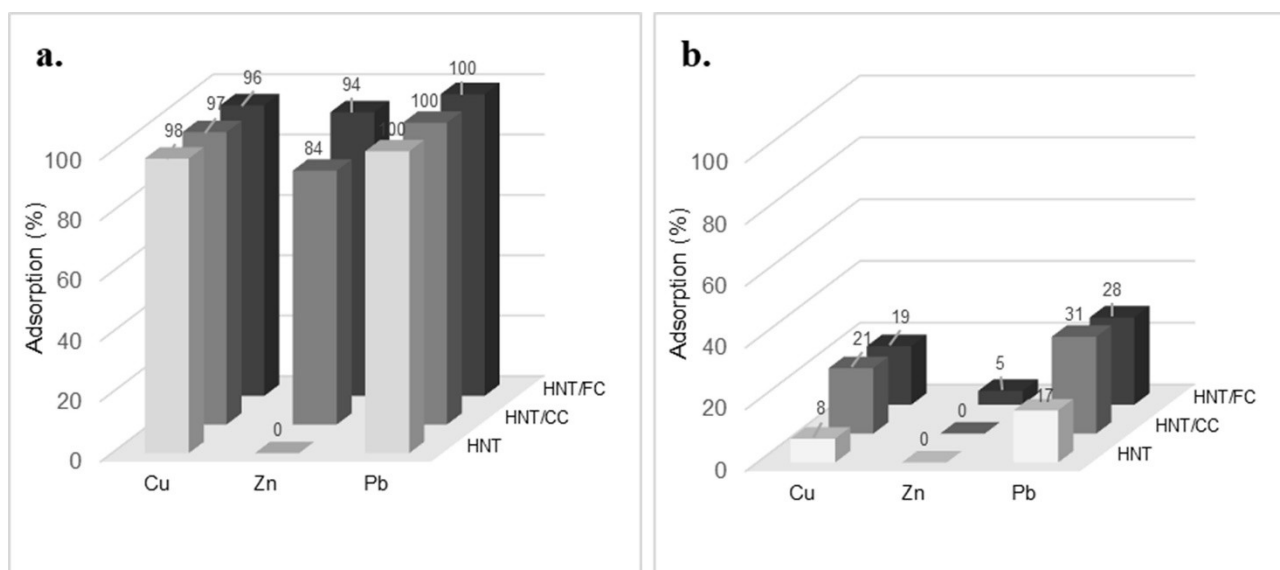 a.
96
94
100
97
100
98
84
100
0
100
80
60
40
20
0
Adsorption (%)
Cu
Zn
Pb
HNT/FC
HNT/CC
HNT
b.
100
80
60
40
20
0
Adsorption (%)
19
21
8
5
0
0
28
31
17
Cu
Zn
Pb
HNT/FC
HNT/CC
HNT